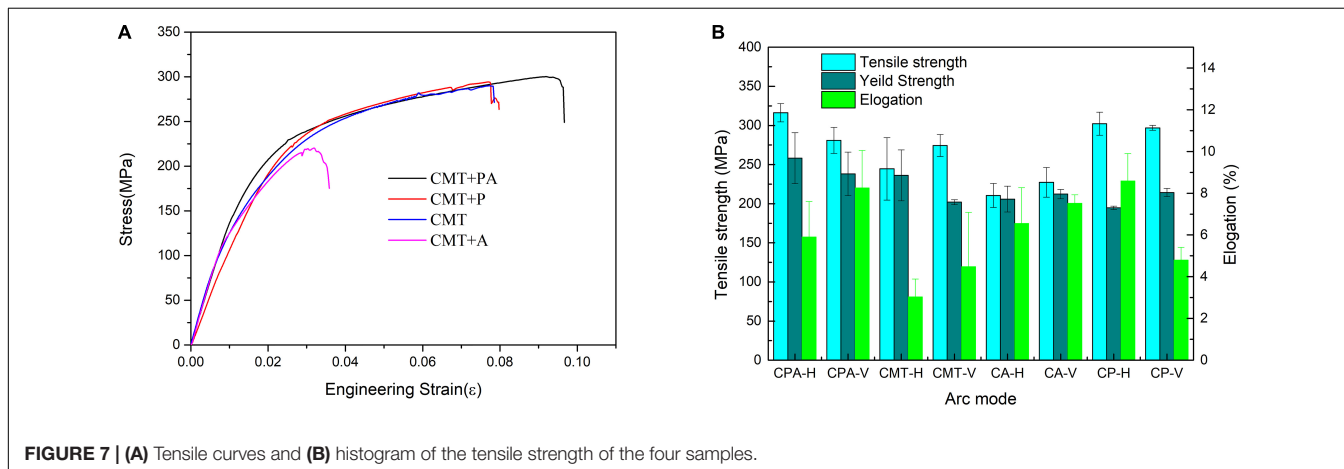 A
350
300
250
200
150
100
50
0
Stress(MPa)
CMT+PA
CMT+P
CMT
CMT+A
0.00 0.02 0.04 0.06 0.08 0.10
Engineering Strain(ε)
B
400
350
300
250
200
150
100
50
0
Tensile strength (MPa)
Tensile strength
Yeild Strength
Elogation
14
12
10
8
6
4
2
0
Elogation (%)
CPA-H CPA-V CMT-H CMT-V CA-H CA-V CP-H CP-V
Arc mode
FIGURE 7 | (A) Tensile curves and (B) histogram of the tensile strength of the four samples.